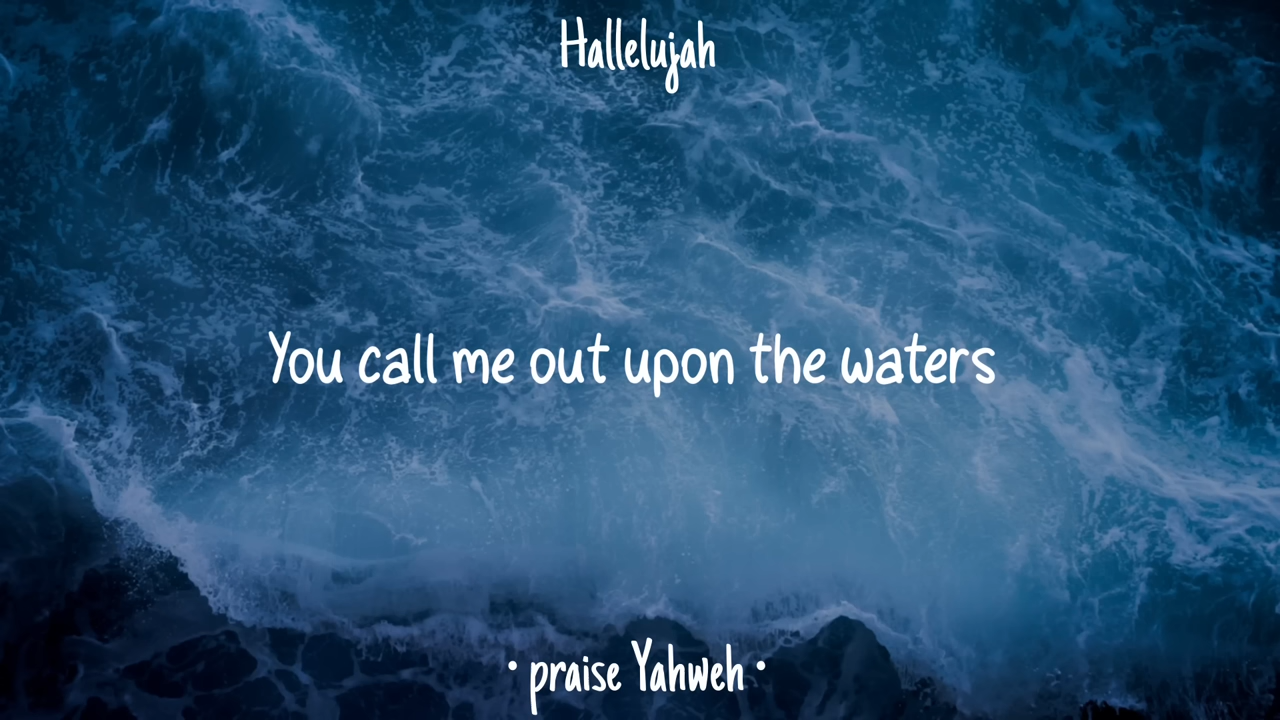 Hallelujah
You call me out upon the waters
• praise Yahweh •